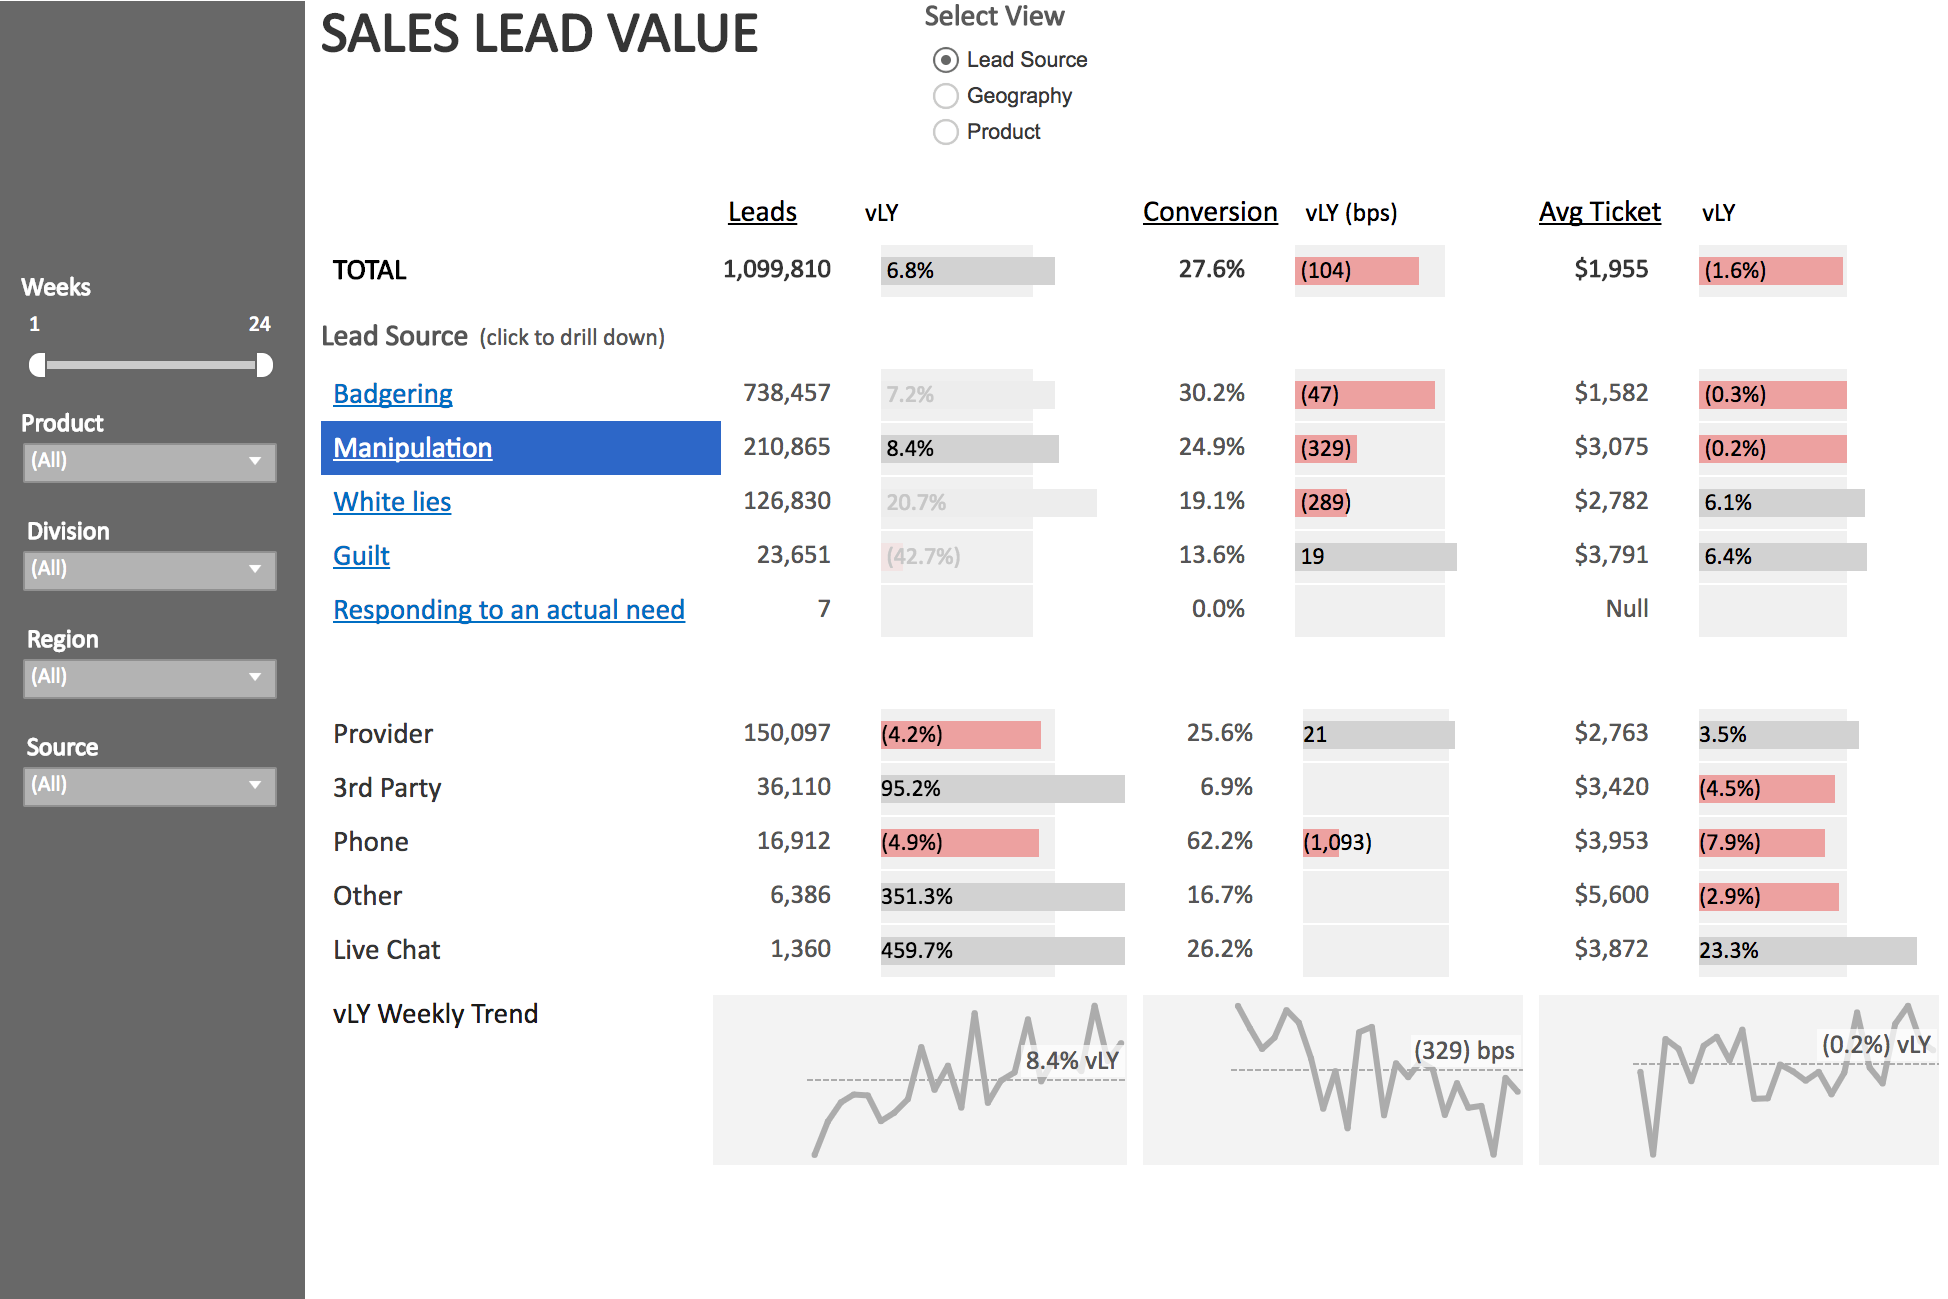 SALES LEAD VALUE
Select View
Lead Source
Geography
Product
Leads vLY Conversion vLY (bps) Avg Ticket vLY
TOTAL 1,099,810 6.8% 27.6% (104) $1,955 (1.6%)
Weeks
1 24
Lead Source (click to drill down)
Badgering 738,457 7.2% 30.2% (47) $1,582 (0.3%)
Product
(All)
Manipulation 210,865 8.4% 24.9% (329) $3,075 (0.2%)
White lies 126,830 20.7% 19.1% (289) $2,782 6.1%
Division
(All)
Guilt 23,651 (42.7%) 13.6% 19 $3,791 6.4%
Responding to an actual need 7 0.0% Null
Region
(All)
Provider 150,097 (4.2%) 25.6% 21 $2,763 3.5%
Source
(All)
3rd Party 36,110 95.2% 6.9% $3,420 (4.5%)
Phone 16,912 (4.9%) 62.2% (1,093) $3,953 (7.9%)
Other 6,386 351.3% 16.7% $5,600 (2.9%)
Live Chat 1,360 459.7% 26.2% $3,872 23.3%
vLY Weekly Trend
8.4% vLY (329) bps (0.2%) vLY